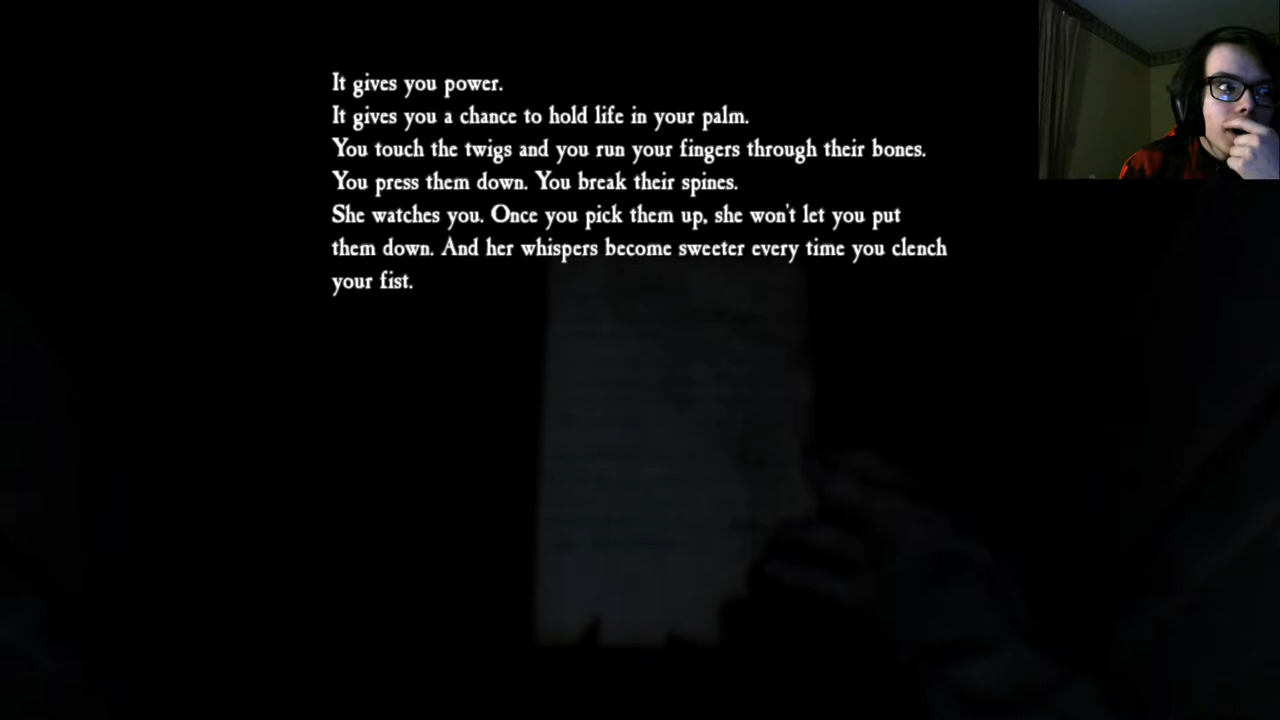 It gives you power.
It gives you a chance to hold life in your palm.
You touch the twigs and you run your fingers through their bones.
You press them down. You break their spines.
She watches you. Once you pick them up, she won't let you put
them down. And her whispers become sweeter every time you clench
your fist.